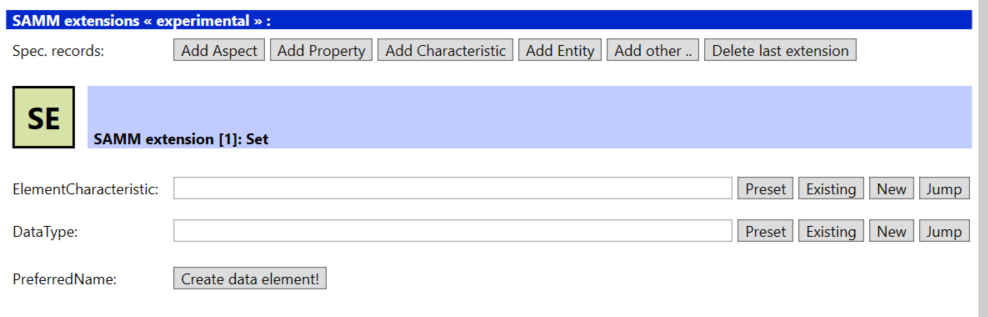 SAMM extensions « experimental » :
Spec. records: Add Aspect Add Property Add Characteristic Add Entity Add other .. Delete last extension
SE
SAMM extension [1]: Set
ElementCharacteristic: Preset Existing New Jump
DataType: Preset Existing New Jump
PreferredName: Create data element!